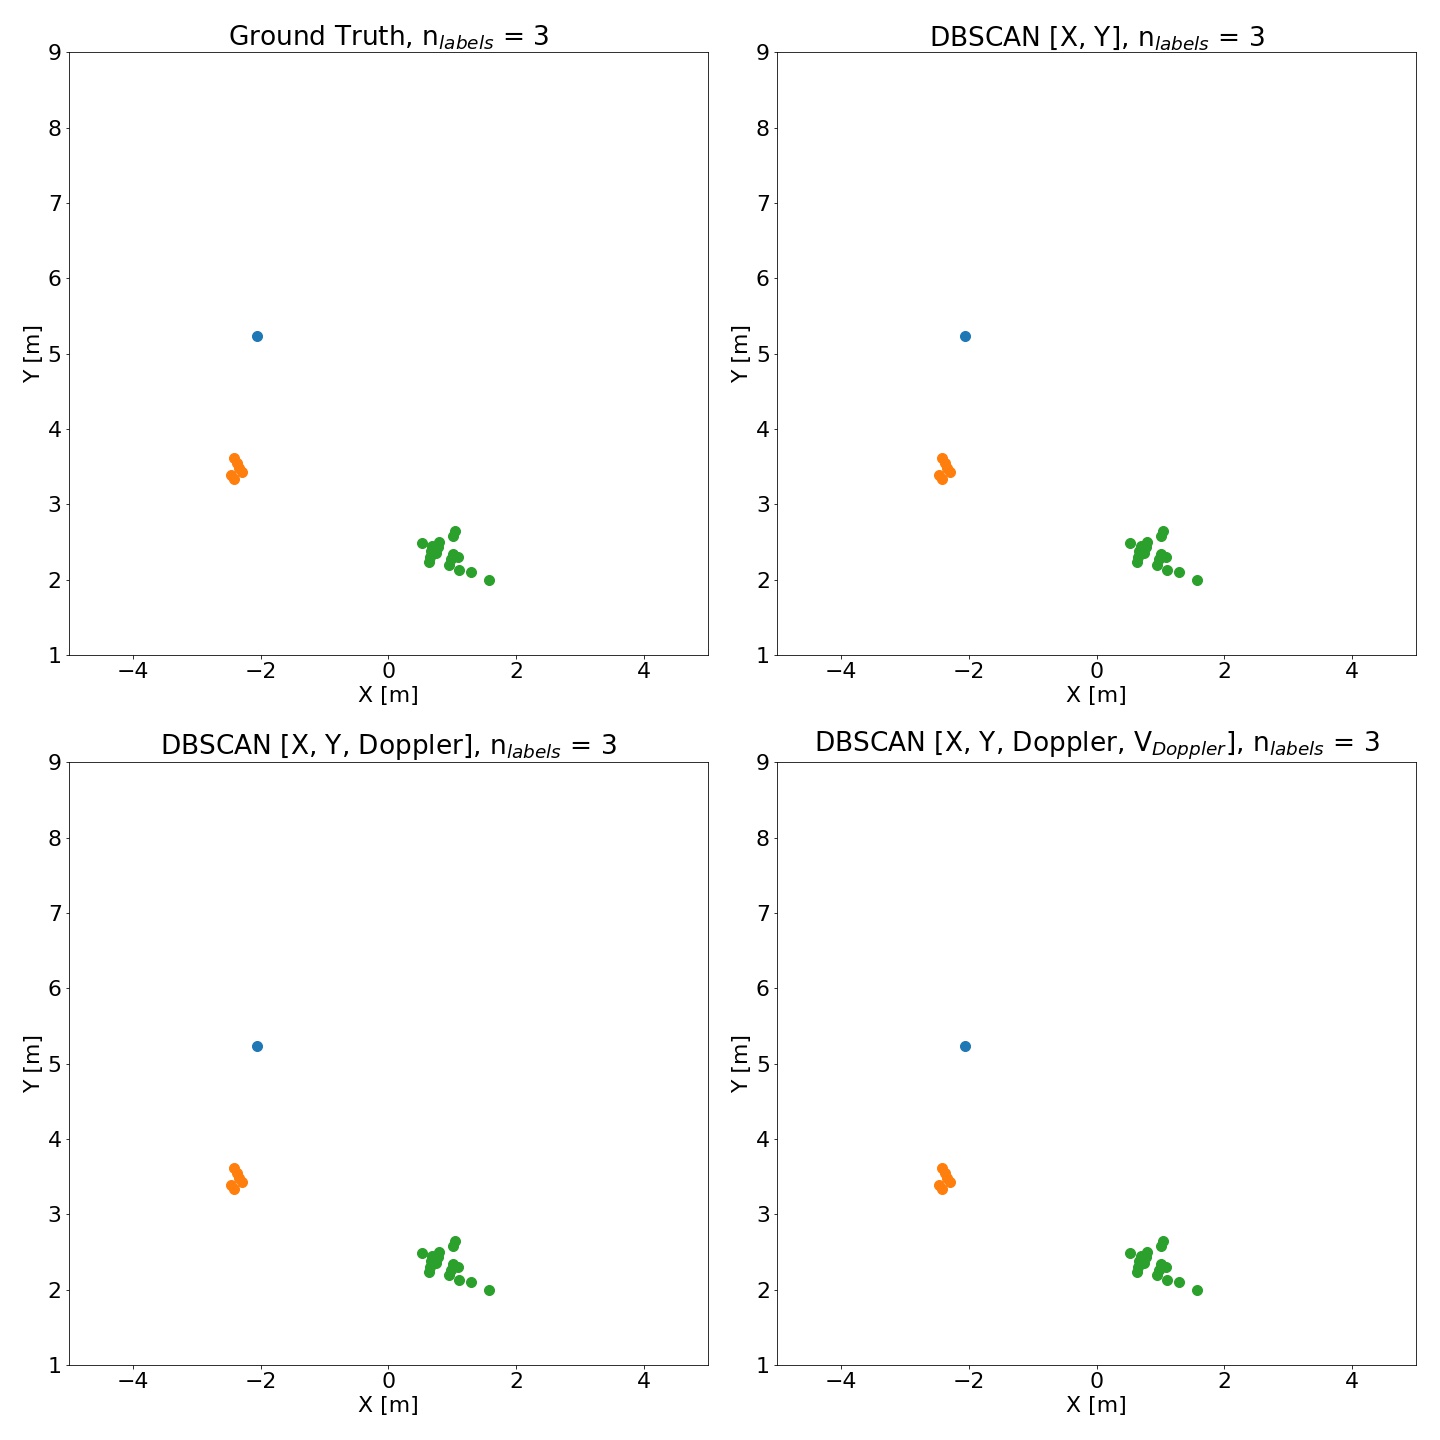 Ground Truth, n_labels = 3
9
8
7
6
5
4
3
2
1
Y [m]
−4 −2 0 2 4
X [m]
DBSCAN [X, Y], n_labels = 3
9
8
7
6
5
4
3
2
1
Y [m]
−4 −2 0 2 4
X [m]
DBSCAN [X, Y, Doppler], n_labels = 3
9
8
7
6
5
4
3
2
1
Y [m]
−4 −2 0 2 4
X [m]
DBSCAN [X, Y, Doppler, V_Doppler], n_labels = 3
9
8
7
6
5
4
3
2
1
Y [m]
−4 −2 0 2 4
X [m]